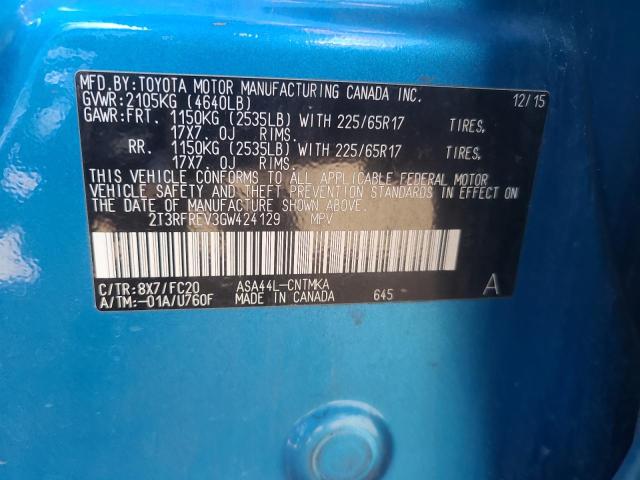 MFD.BY:TOYOTA MOTOR MANUFACTURING CANADA INC.
GVWR:2105KG (4640LB) 12/15
GAWR:FRT. 1150KG (2535LB) WITH 225/65R17 TIRES,
17X7.0J RIMS.
RR. 1150KG (2535LB) WITH 225/65R17 TIRES,
17X7.0J RIMS.
THIS VEHICLE CONFORMS TO ALL APPLICABLE FEDERAL MOTOR
VEHICLE SAFETY AND THEFT PREVENTION STANDARDS IN EFFECT ON
THE DATE OF MANUFACTURE SHOWN ABOVE.
2T3RFREV3GW424129 MPV
C/TR:8X7/FC20 ASA44L-CNTMKA A
A/TM:-01A/U760F MADE IN CANADA 645